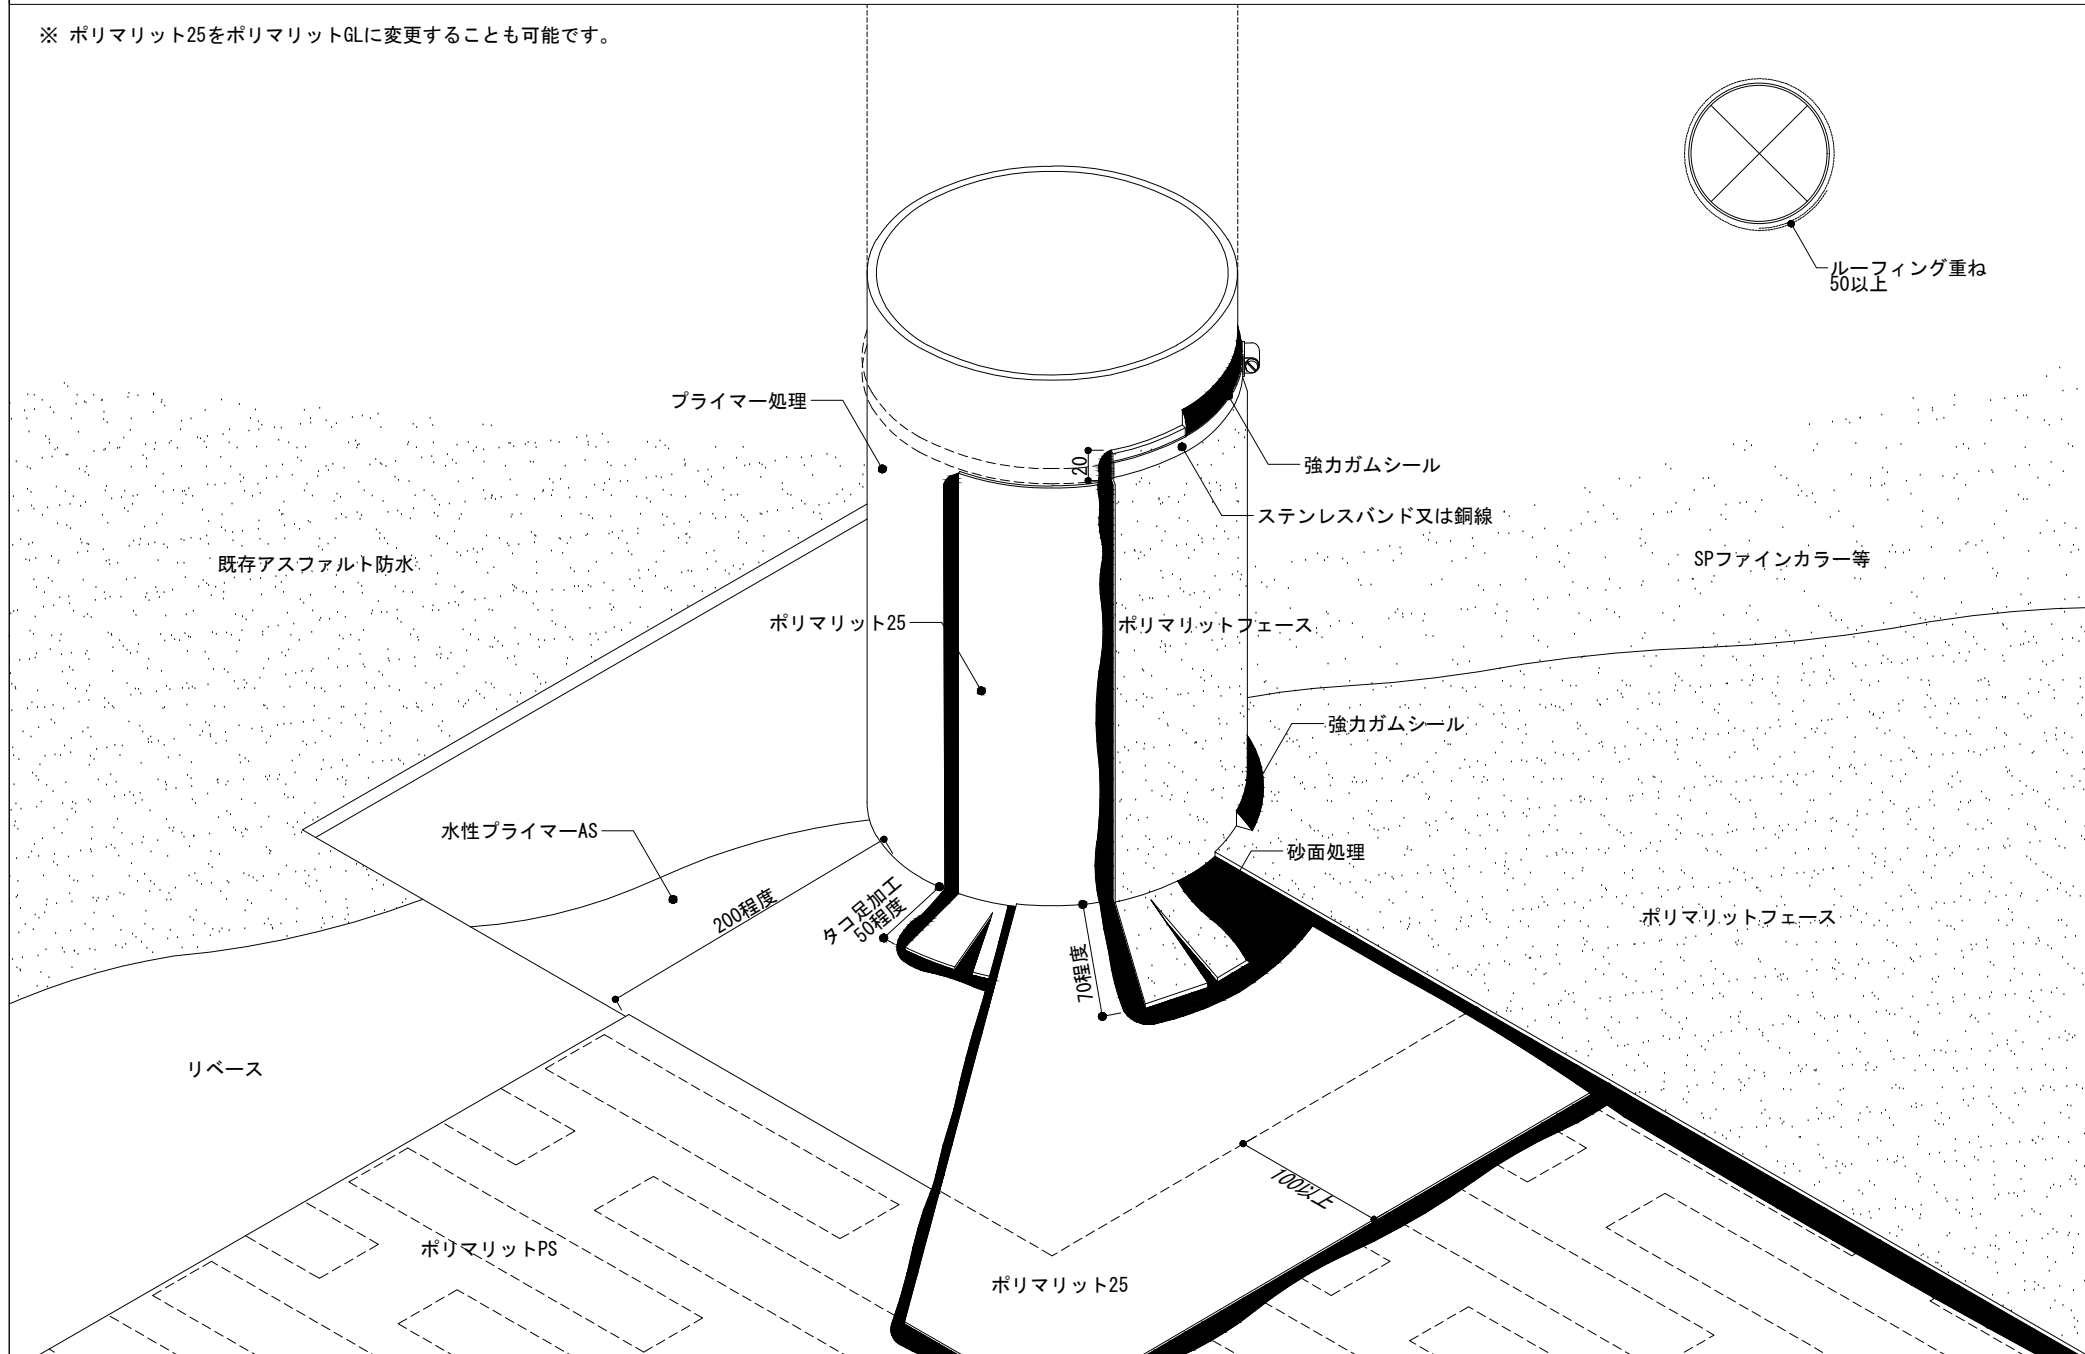 ※ ポリマリット25をポリマリットGLに変更することも可能です。
ルーフィング重ね
50以上
プライマー処理
20
強力ガムシール
ステンレスバンド又は銅線
既存アスファルト防水
SPファインカラー等
ポリマリット25
ポリマリットフェース
強力ガムシール
水性プライマーAS
砂面処理
200程度
タコ足加工
50程度
70程度
ポリマリットフェース
リベース
100以上
ポリマリットPS
ポリマリット25